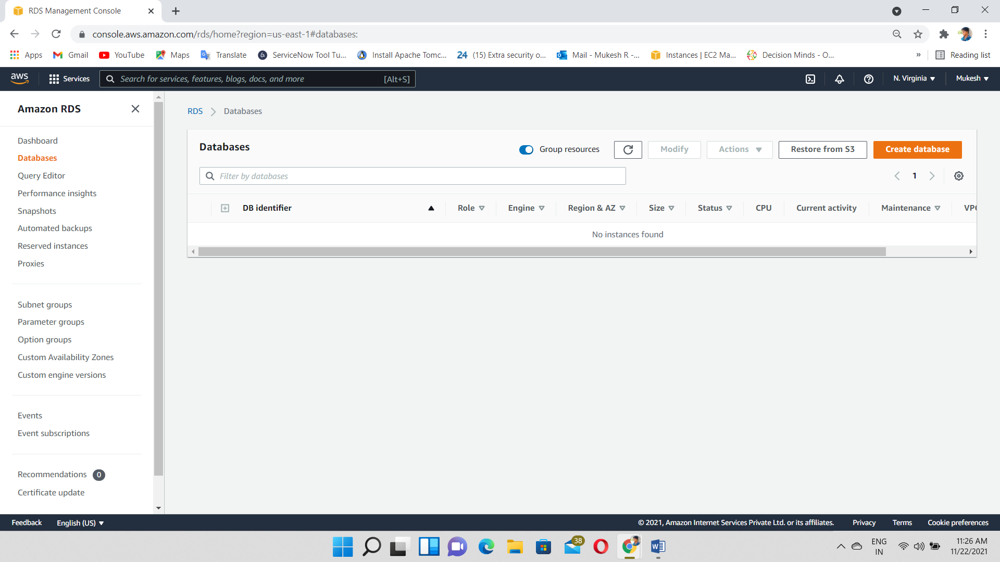 RDS Management Console
console.aws.amazon.com/rds/home?region=us-east-1#databases:
Apps Gmail YouTube Maps Translate ServiceNow Tool Tu... Install Apache Tomc... 24 (15) Extra security o... Mail - Mukesh R -... Instances | EC2 Ma... Decision Minds - O... » Reading list
aws Services Search for services, features, blogs, docs, and more [Alt+S] N. Virginia Mukesh
Amazon RDS
Dashboard
Databases
Query Editor
Performance insights
Snapshots
Automated backups
Reserved instances
Proxies
Subnet groups
Parameter groups
Option groups
Custom Availability Zones
Custom engine versions
Events
Event subscriptions
Recommendations 0
Certificate update
RDS Databases
Databases Group resources Modify Actions Restore from S3 Create database
Filter by databases 1
DB identifier Role Engine Region & AZ Size Status CPU Current activity Maintenance
No instances found
Feedback English (US) © 2021, Amazon Internet Services Private Ltd. or its affiliates. Privacy Terms Cookie preferences
38
ENG
IN
11:26 AM
11/22/2021